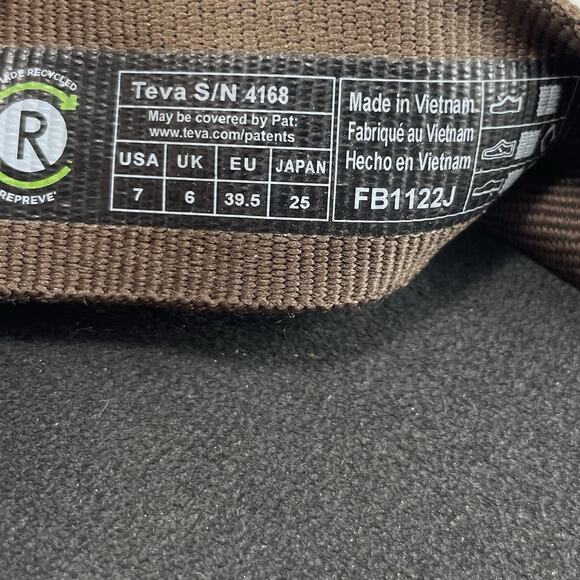 MADE RECYCLED
R
REPREVE
Teva S/N 4168
May be covered by Pat:
www.teva.com/patents
USA UK EU JAPAN
7 6 39.5 25
Made in Vietnam
Fabriqué au Vietnam
Hecho en Vietnam
FB1122J